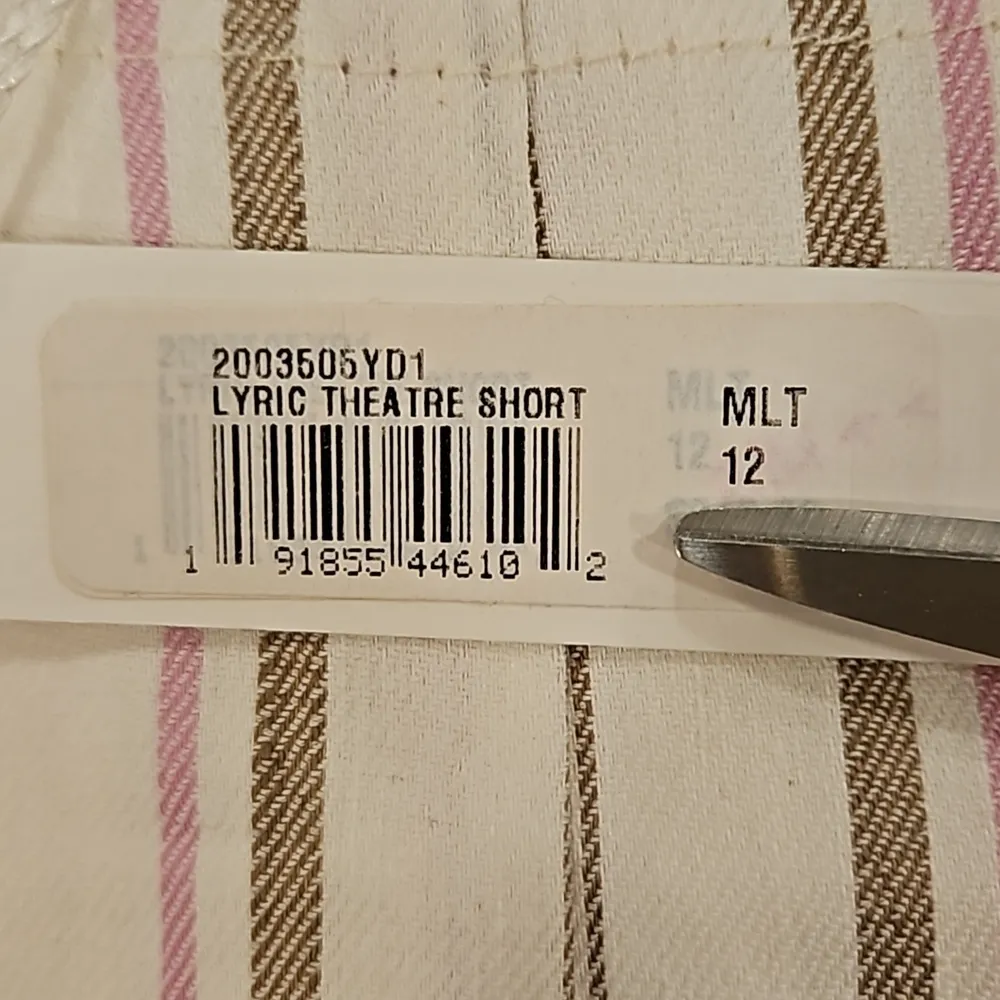 2003505YD1
LYRIC THEATRE SHORT
MLT
12
1 91855 44610 2